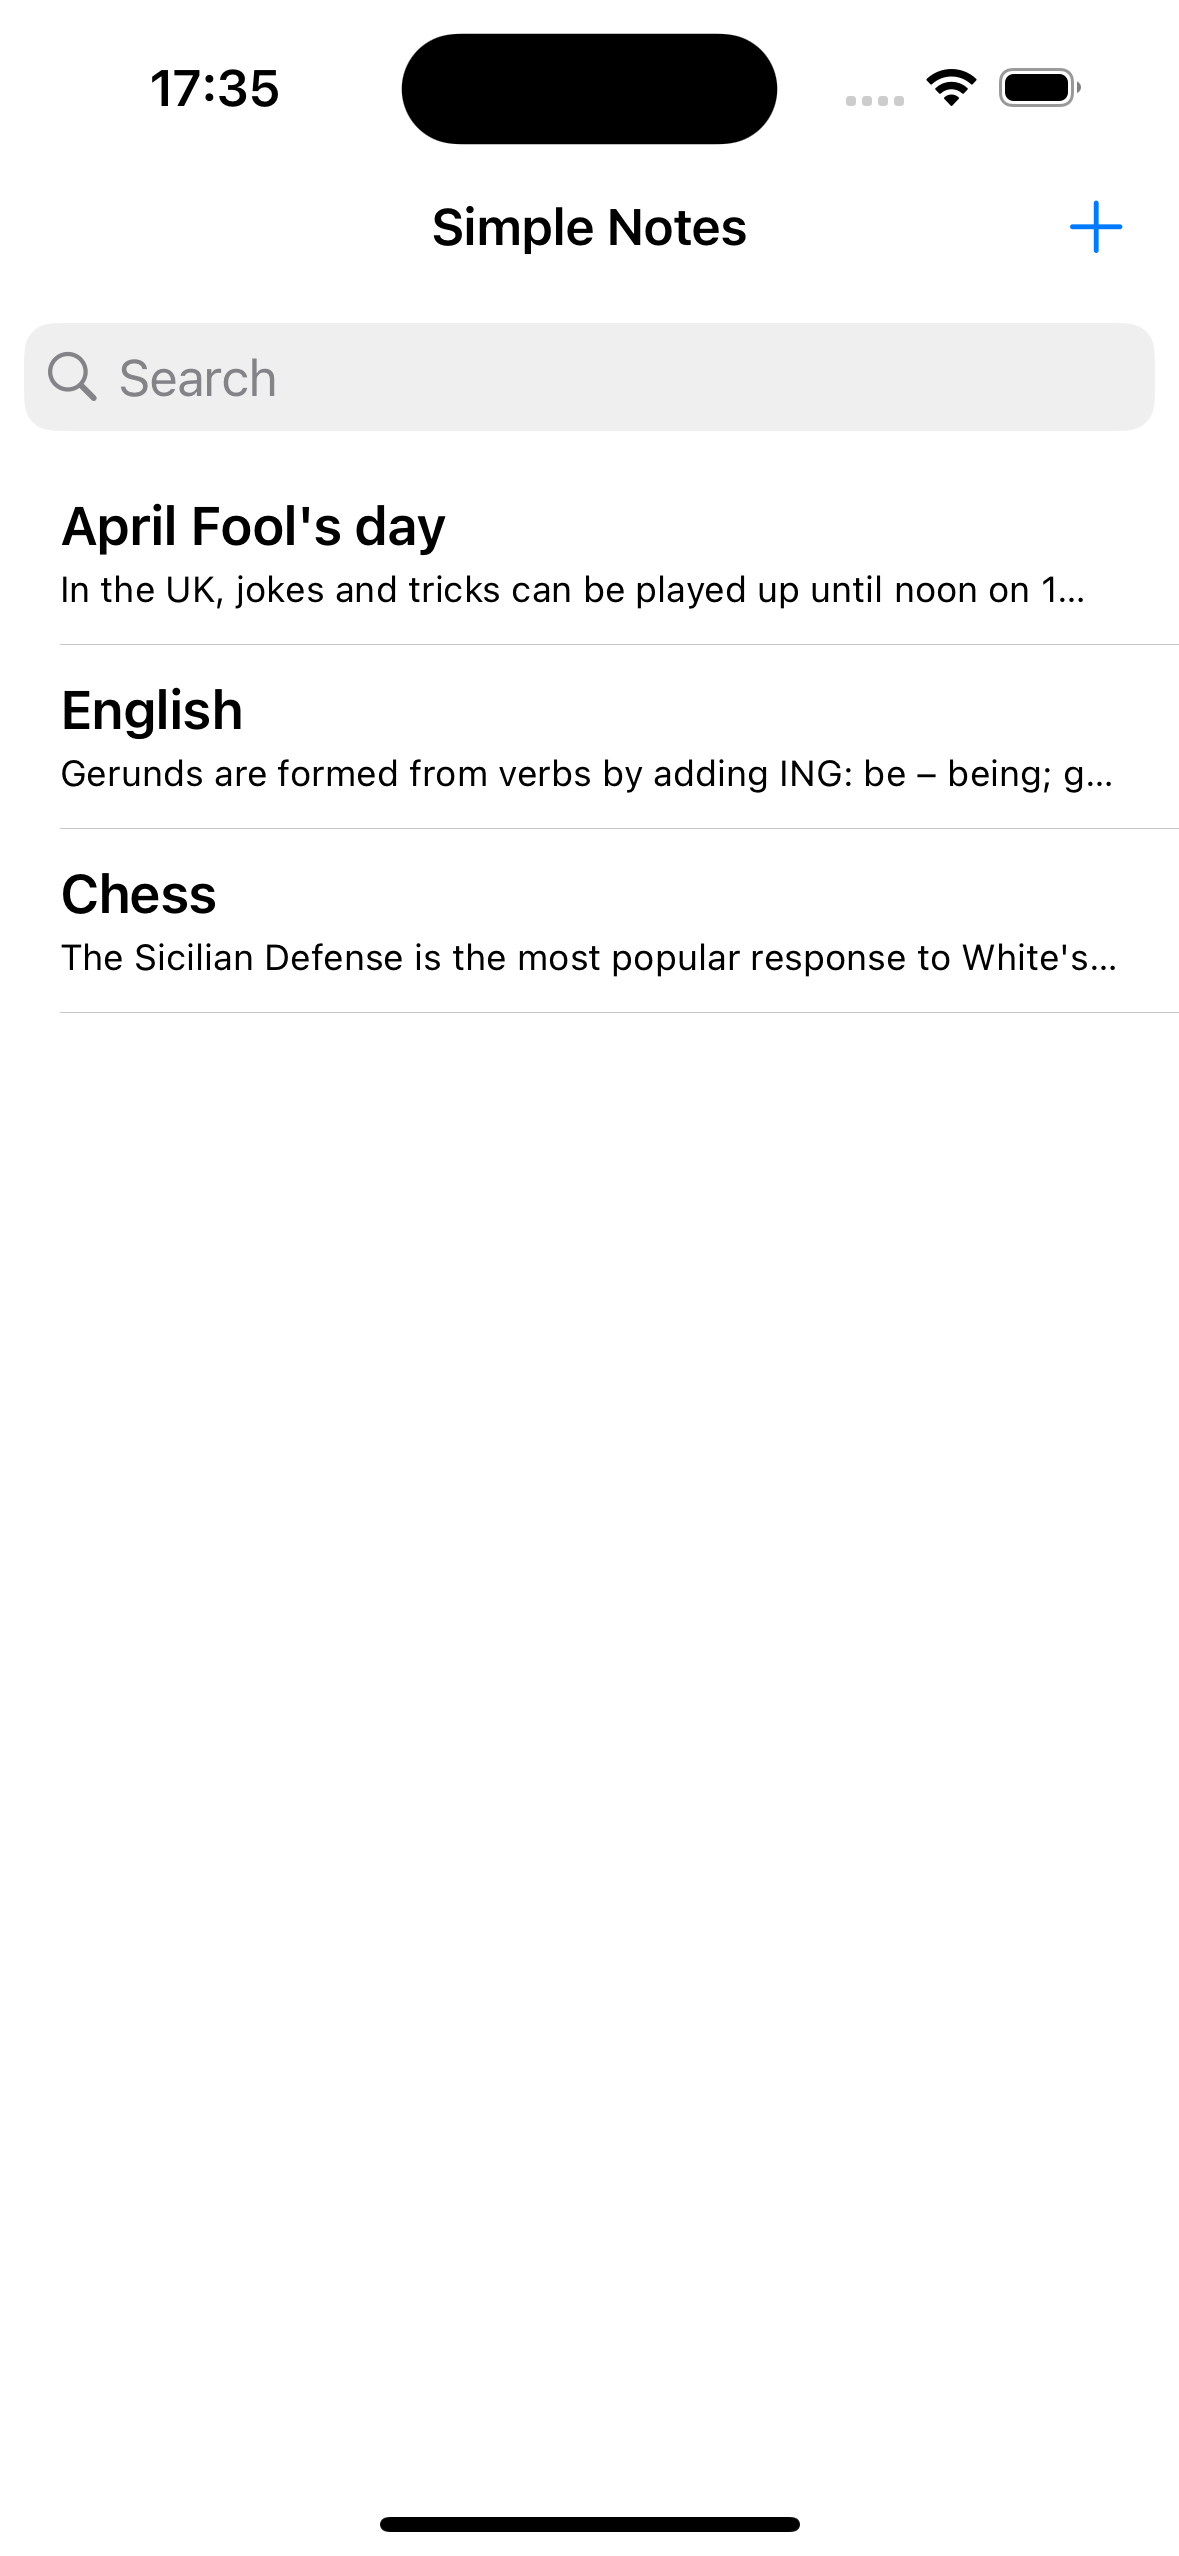 17:35
Simple Notes
Search
April Fool's day
In the UK, jokes and tricks can be played up until noon on 1...
English
Gerunds are formed from verbs by adding ING: be – being; g...
Chess
The Sicilian Defense is the most popular response to White's...